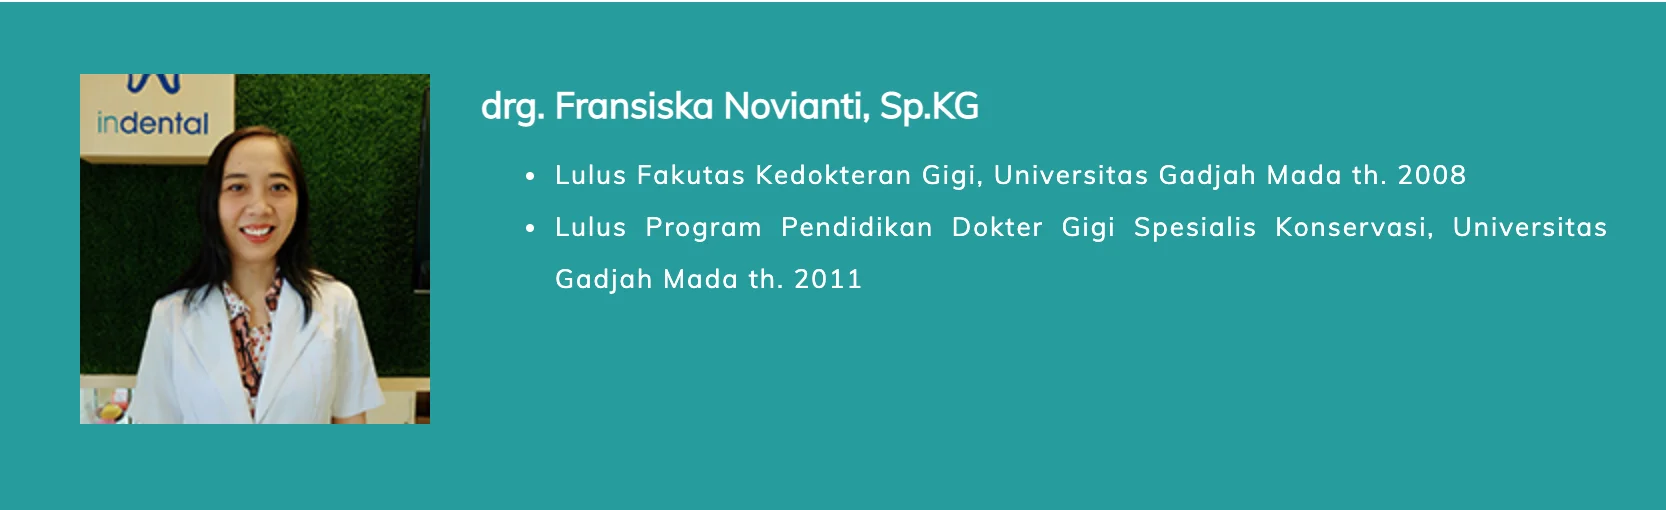 indental
drg. Fransiska Novianti, Sp.KG
• Lulus Fakutas Kedokteran Gigi, Universitas Gadjah Mada th. 2008
• Lulus Program Pendidikan Dokter Gigi Spesialis Konservasi, Universitas
Gadjah Mada th. 2011